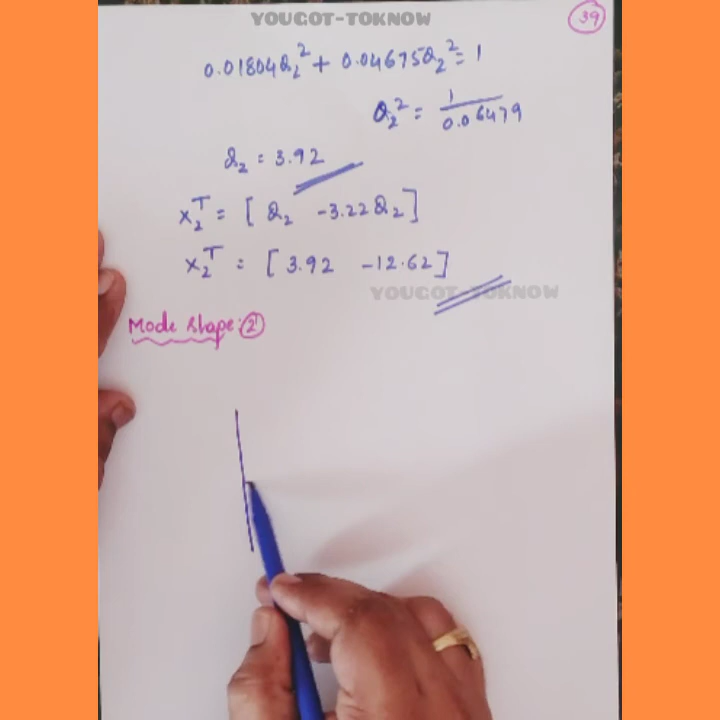 YOUGOT-TOKNOW
39
0.01804Q₂² + 0.04675Q₂² = 1
Q₂² = 1/0.06479
Q₂ = 3.92
x₂ᵀ = [ Q₂ -3.22Q₂ ]
x₂ᵀ = [ 3.92 -12.62 ]
YOUGOT-TOKNOW
Mode shape: 2